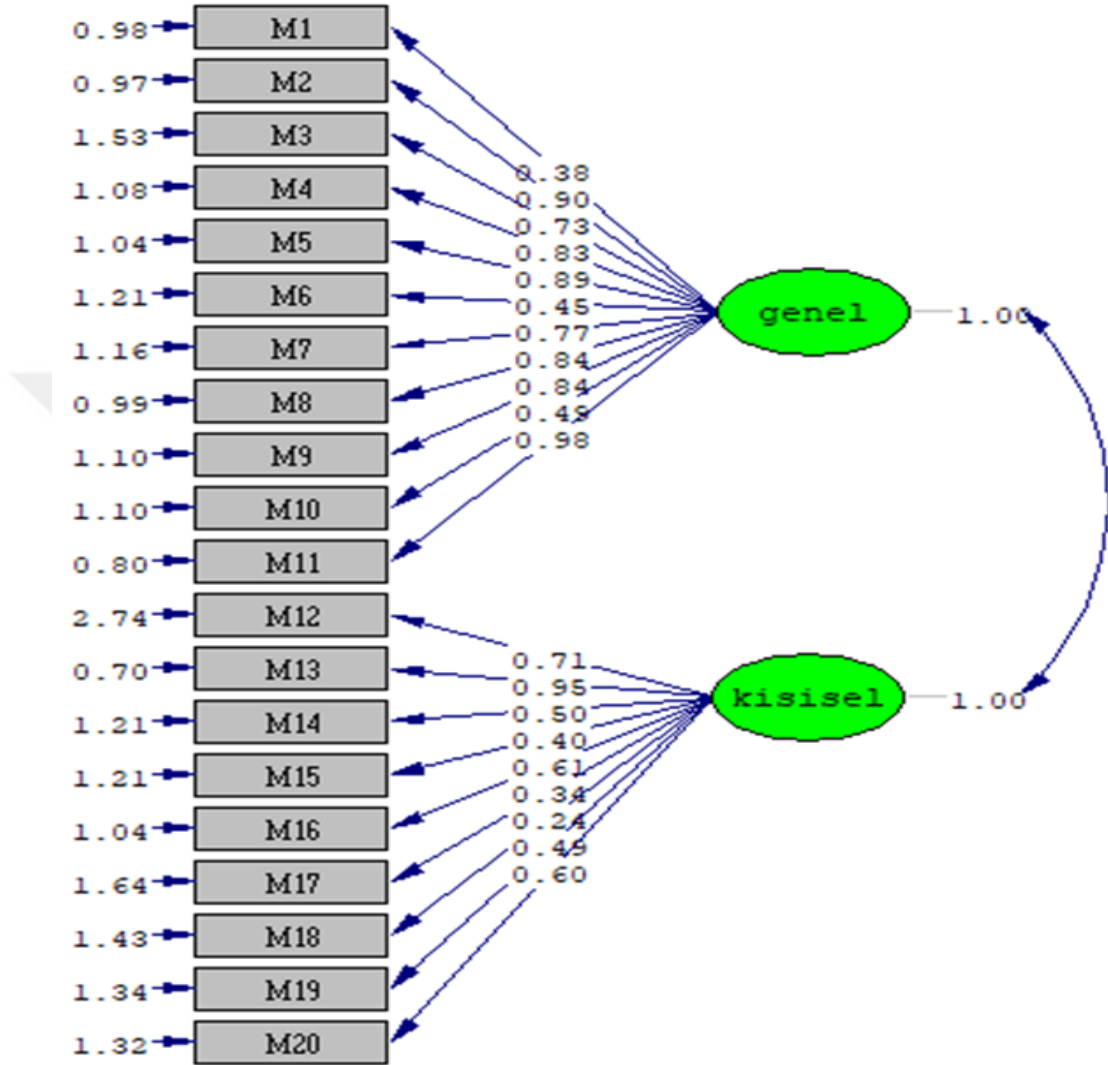 0.98 M1
0.97 M2
1.53 M3
1.08 M4
1.04 M5
1.21 M6
1.16 M7
0.99 M8
1.10 M9
1.10 M10
0.80 M11
2.74 M12
0.70 M13
1.21 M14
1.21 M15
1.04 M16
1.64 M17
1.43 M18
1.34 M19
1.32 M20
0.38
0.90
0.73
0.83
0.89
0.45
0.77
0.84
0.84
0.49
0.98
0.71
0.95
0.50
0.40
0.61
0.34
0.24
0.49
0.60
genel 1.00
kisisel 1.00